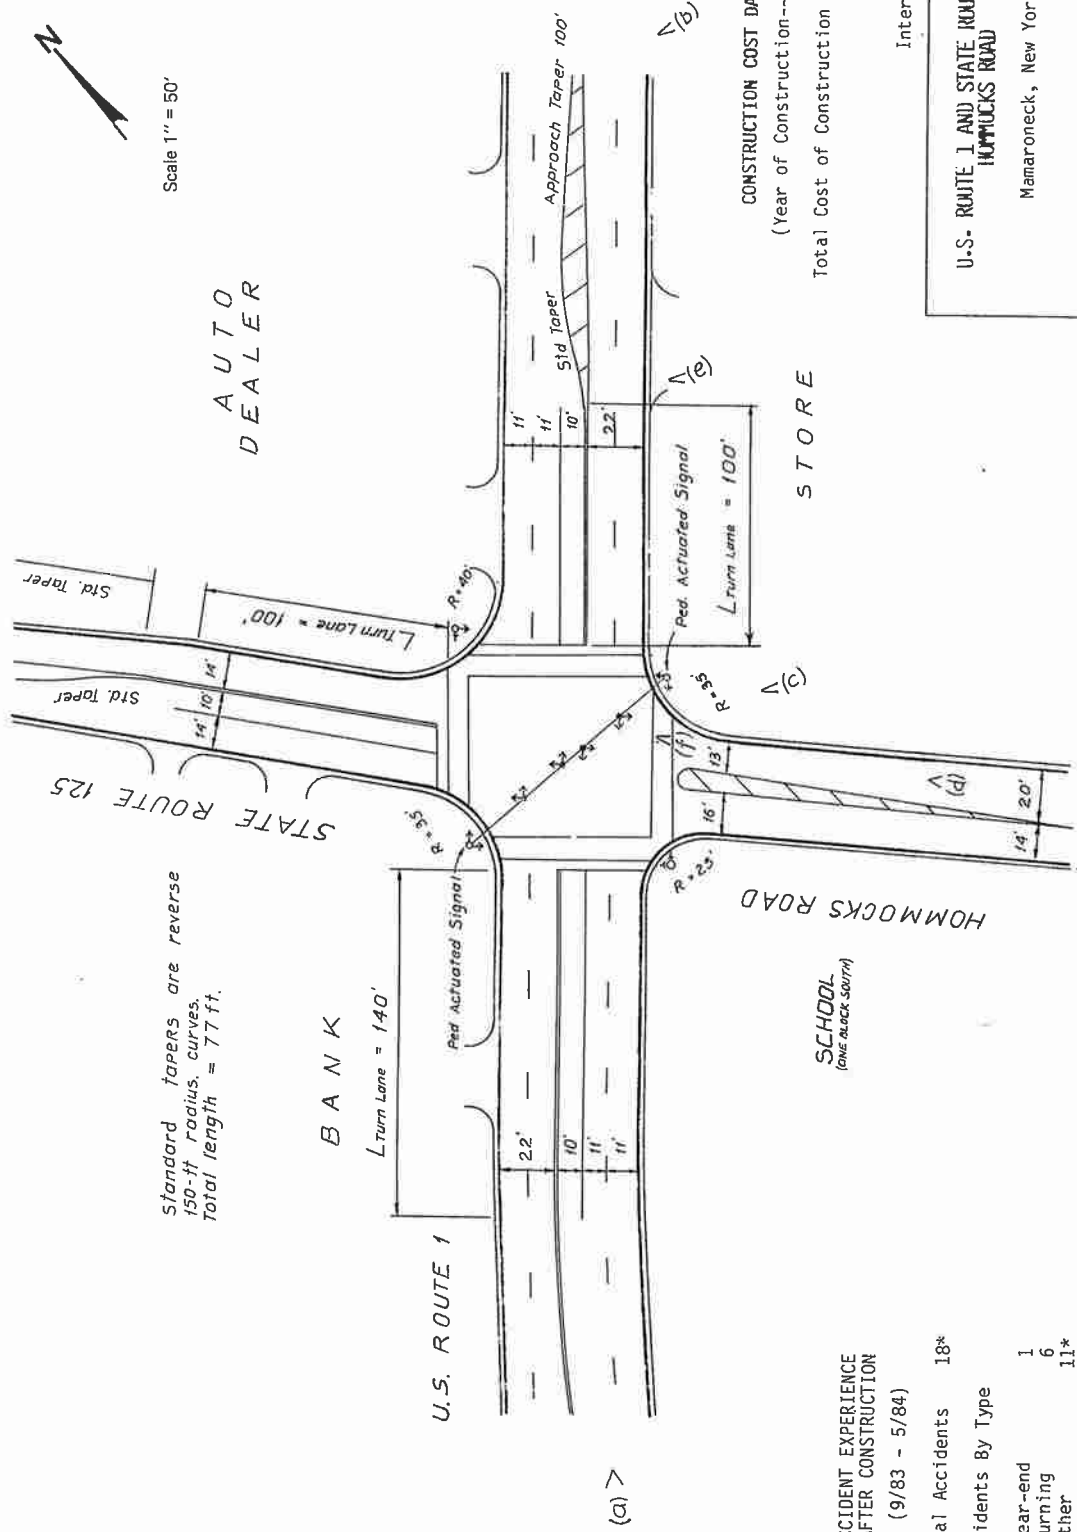 N
Scale 1" = 50'
AUTO
DEALER
Standard tapers are reverse
150-ft radius. curves.
Total length = 77 ft.
STATE ROUTE 125
Std. Taper
Std. Taper
14'
10'
14'
L Turn Lane = 100'
R = 40'
R = 35'
Ped Actuated Signal
BANK
L Turn Lane = 140'
U.S. ROUTE 1
22'
10'
11'
11'
(a) >
11'
11'
10'
22'
Std Taper
Approach Taper 100'
Ped. Actuated Signal
L Turn Lane = 100'
STORE
R = 35'
R = 25'
Λ (b)
Λ (c)
Λ (d)
Λ (e)
Λ (f)
13'
16'
20'
14'
HOMMOCKS ROAD
SCHOOL
(ONE BLOCK SOUTH)
CONSTRUCTION COST DA
(Year of Construction--
Total Cost of Construction
Inter
U.S. ROUTE 1 AND STATE ROU
HOMMUCKS ROAD
Mamaroneck, New Yor
CIDENT EXPERIENCE
FTER CONSTRUCTION
(9/83 - 5/84)
al Accidents 18*
idents By Type
ear-end 1
urning 6
ther 11*